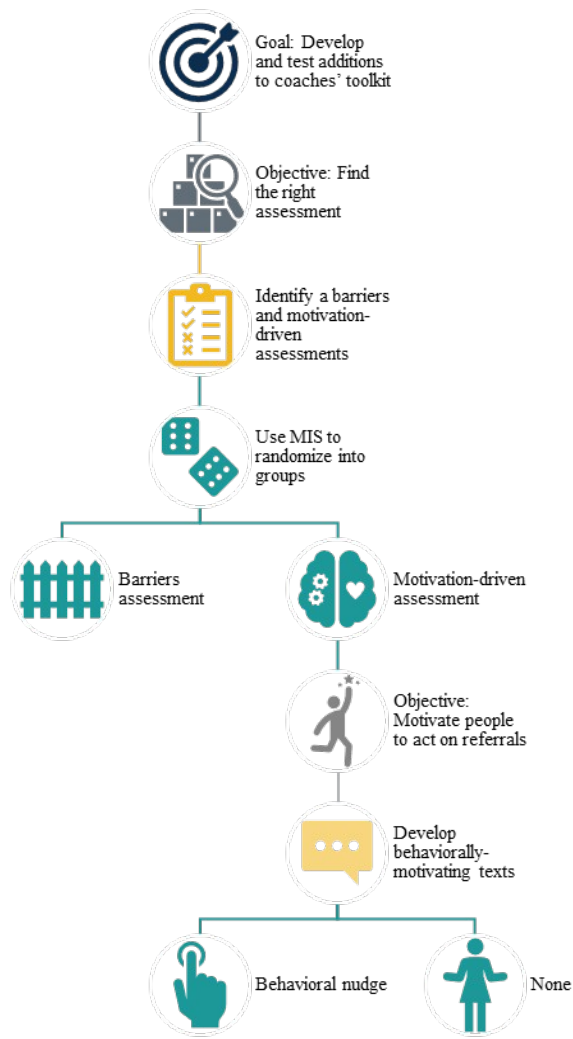 Goal: Develop
and test additions
to coaches’ toolkit
Objective: Find
the right
assessment
Identify a barriers
and motivation-
driven
assessments
Use MIS to
randomize into
groups
Barriers
assessment
Motivation-driven
assessment
Objective:
Motivate people
to act on referrals
Develop
behaviorally-
motivating texts
Behavioral nudge
None